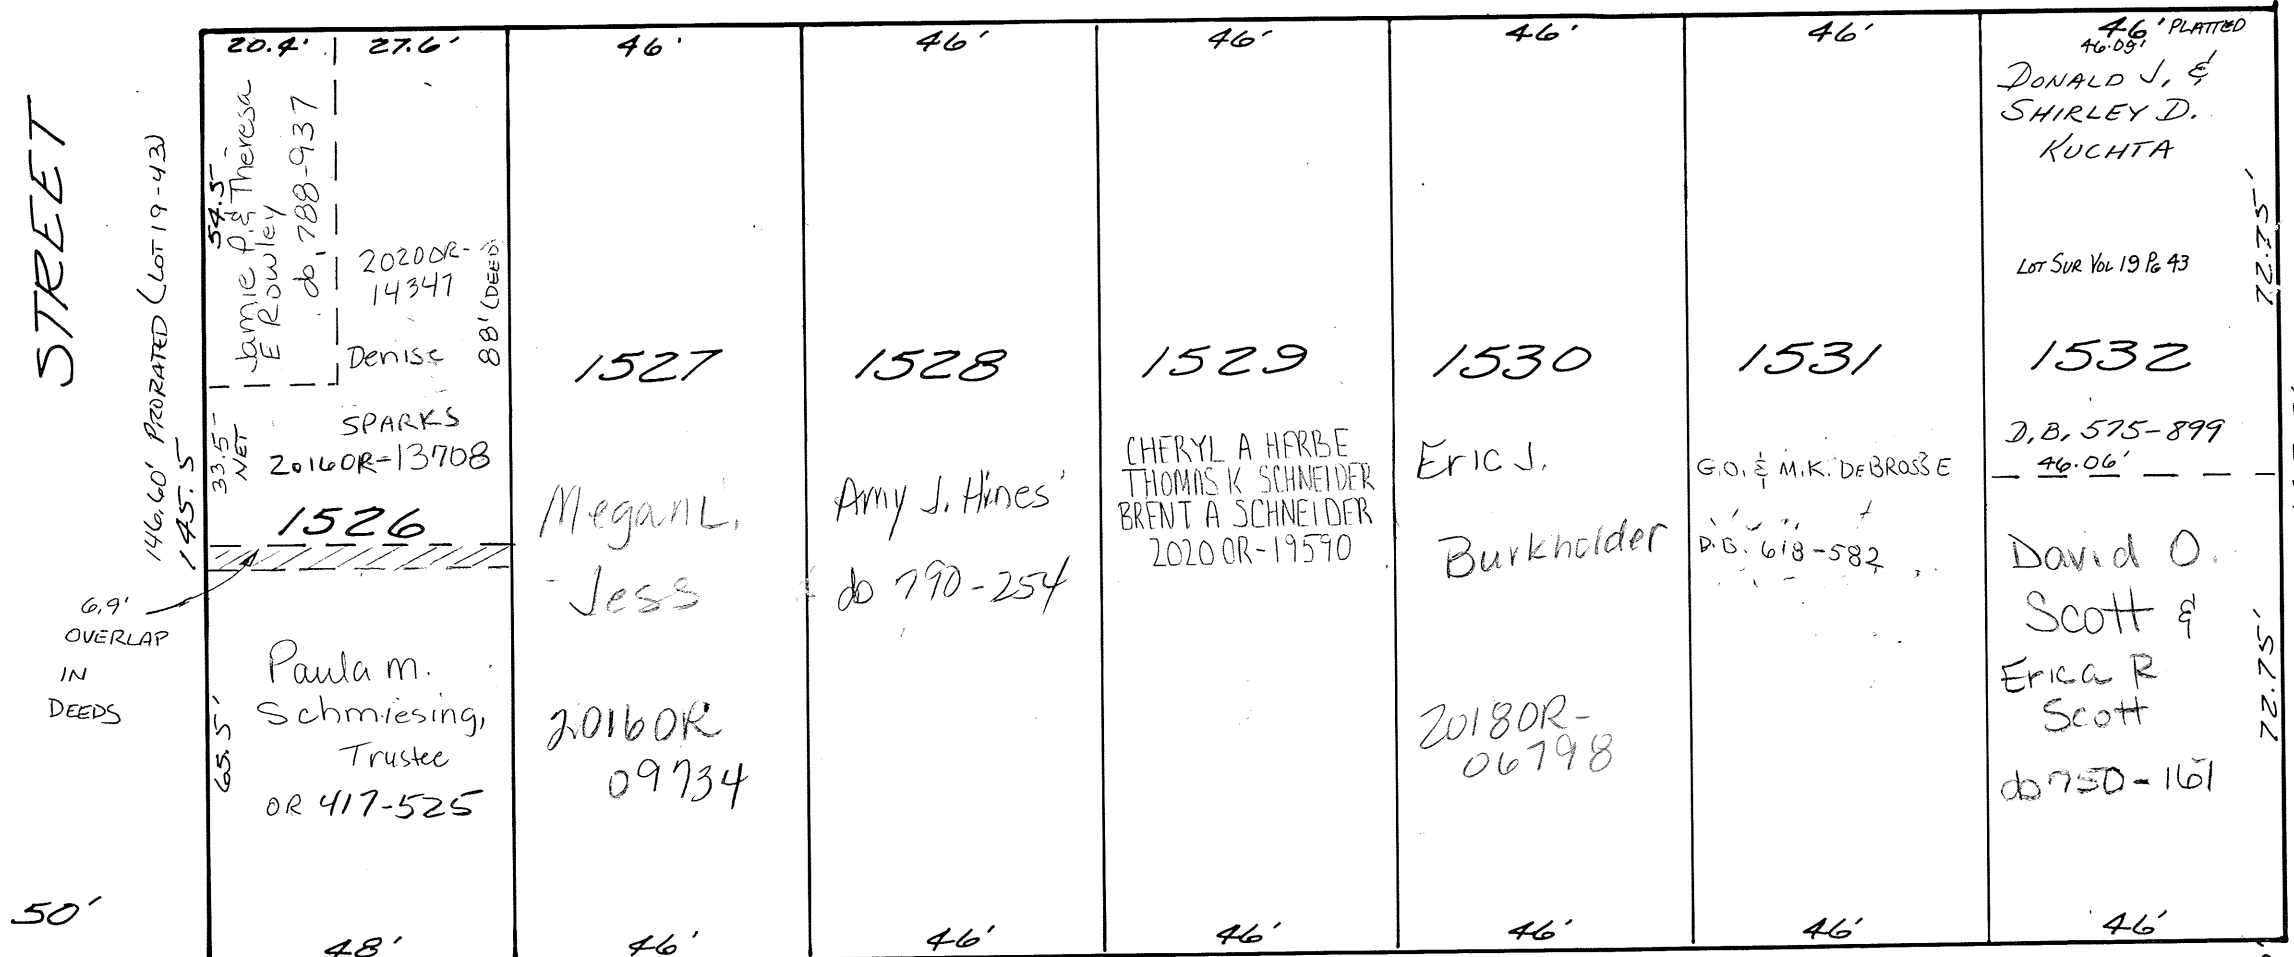 STREET
50'
146.60' PRORATED (LOT 19-43)
145.5
6.9'
OVERLAP
IN
DEEDS
20.4'
27.6'
54.5'
Jamie P. & Theresa
E Rowley
db, 788-937
2020OR-
14347
Denise
88' (DEED)
33.5'
NET
SPARKS
2016OR-13708
1526
65.5'
Paula M.
Schmiesing,
Trustee
OR 417-525
48'
46'
1527
Megan L.
Jess
2016OR
09734
46'
46'
1528
Amy J. Hines
db 790-254
46'
46'
1529
CHERYL A HERBE
THOMAS K SCHNEIDER
BRENT A SCHNEIDER
2020 OR-19590
46'
46'
1530
Eric J.
Burkholder
2018OR-
06798
46'
46'
1531
G.O. & M.K. DEBROSSE
D.B. 618-582
46'
46' PLATTED
46.05'
DONALD J. &
SHIRLEY D.
KUCHTA
72.75'
LOT SUR VOL 19 PG 43
1532
D.B. 575-899
46.06'
David O.
Scott &
Erica R
Scott
db 750-161
72.75'
46'